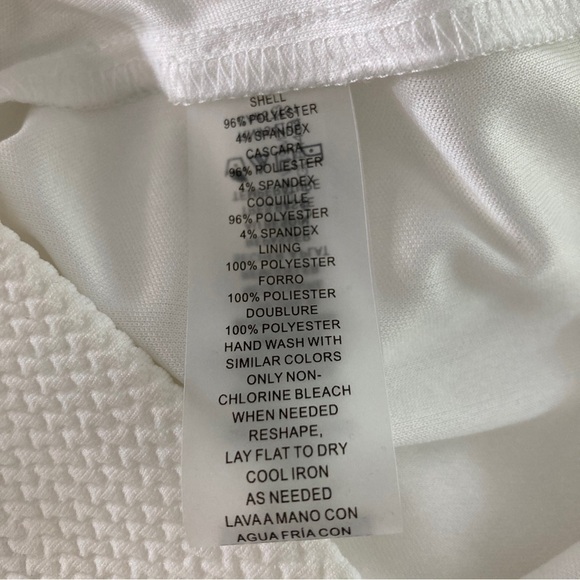 SHELL
96% POLYESTER
4% SPANDEX
CASCARA
96% POLIESTER
4% SPANDEX
COQUILLE
96% POLYESTER
4% SPANDEX
LINING
100% POLYESTER
FORRO
100% POLIESTER
DOUBLURE
100% POLYESTER
HAND WASH WITH
SIMILAR COLORS
ONLY NON-
CHLORINE BLEACH
WHEN NEEDED
RESHAPE,
LAY FLAT TO DRY
COOL IRON
AS NEEDED
LAVA A MANO CON
AGUA FRÍA CON